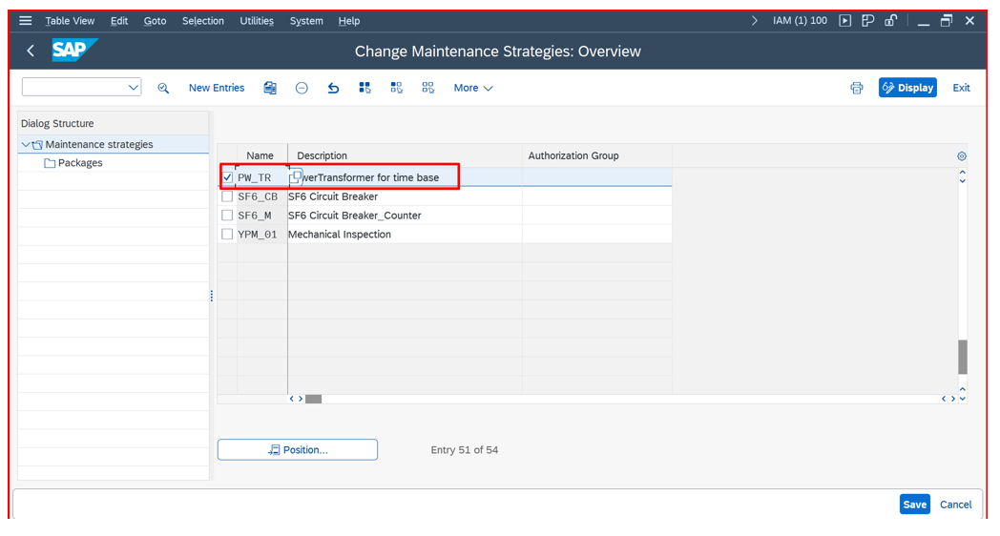 Table View Edit Goto Selection Utilities System Help IAM (1) 100
SAP Change Maintenance Strategies: Overview
New Entries More Display Exit
Dialog Structure
Maintenance strategies
Packages
Name Description Authorization Group
PW_TR werTransformer for time base
SF6_CB SF6 Circuit Breaker
SF6_M SF6 Circuit Breaker_Counter
YPM_01 Mechanical Inspection
Position... Entry 51 of 54
Save Cancel